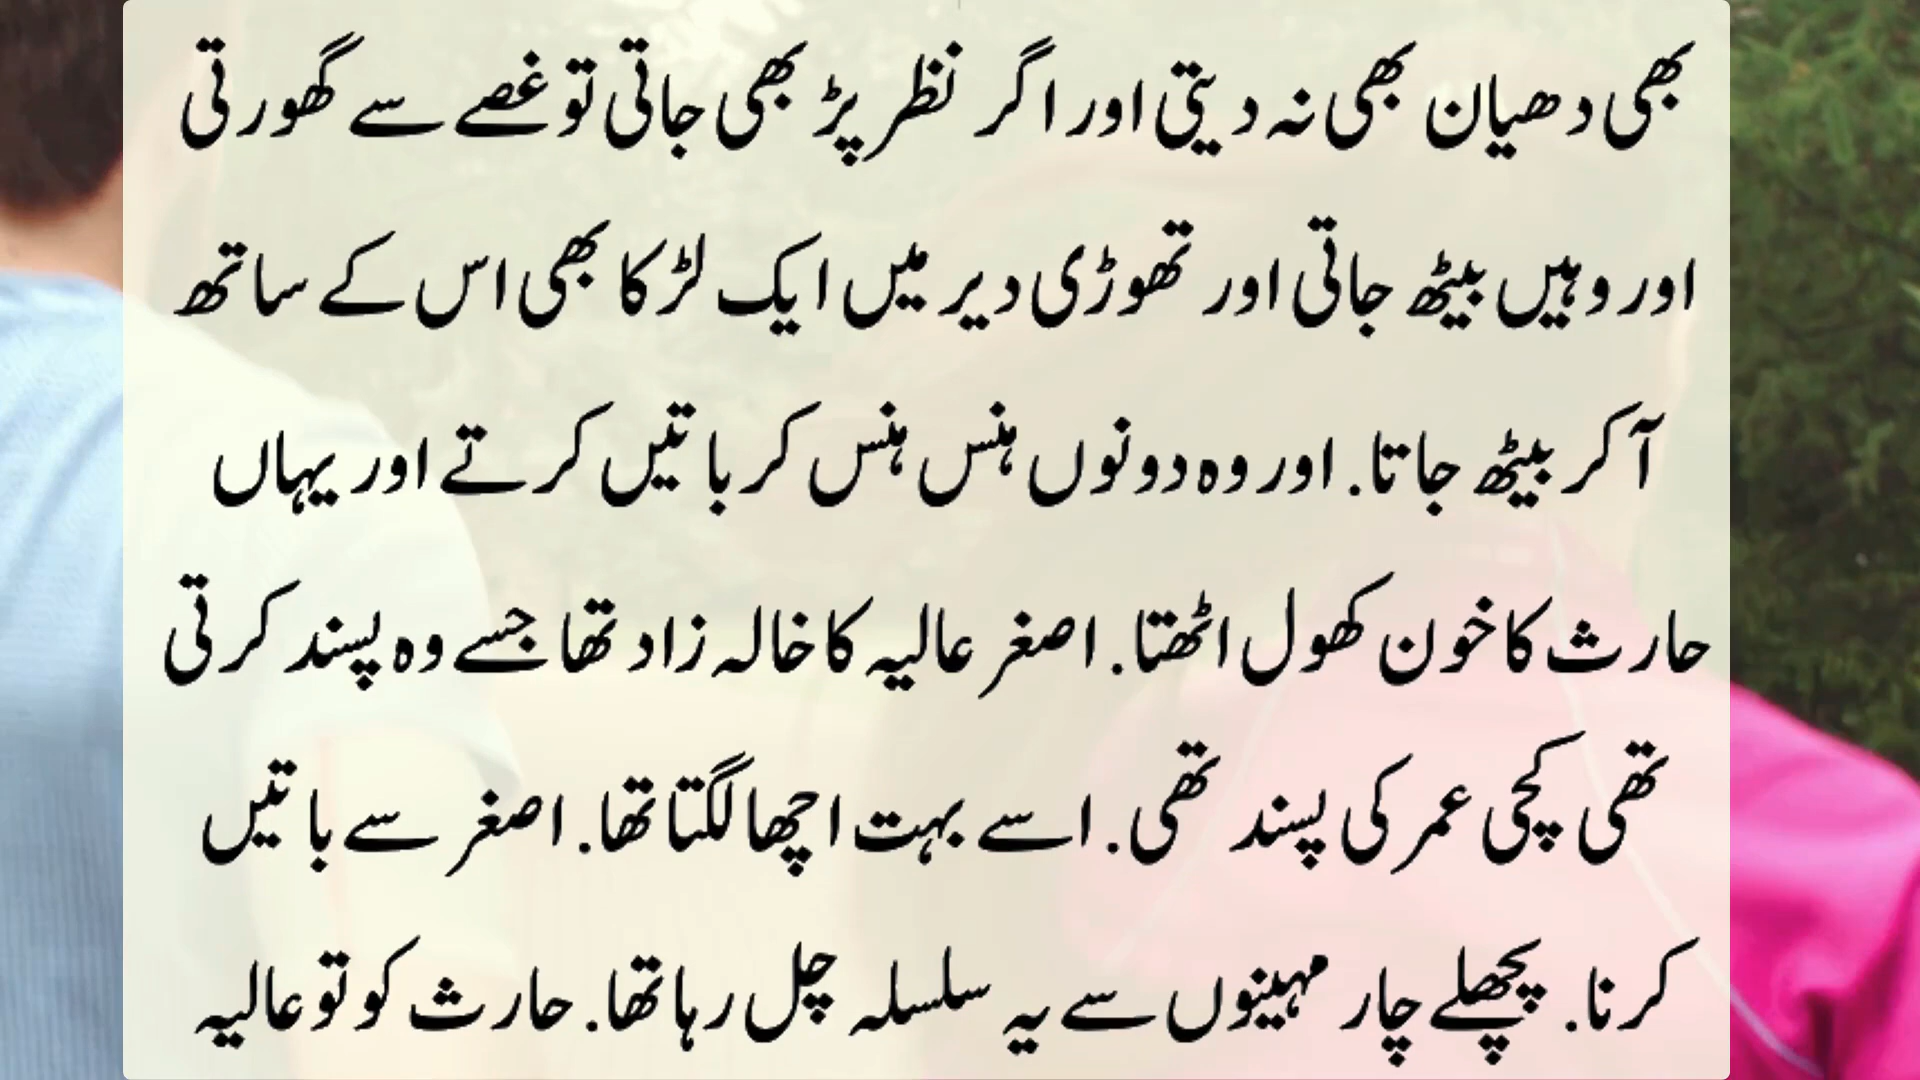 بھی دھیان بھی نہ دیتی اور اگر نظر پڑ بھی جاتی تو غصے سے گھورتی
اور وہیں بیٹھ جاتی اور تھوڑی دیر میں ایک لڑکا بھی اس کے ساتھ
آ کر بیٹھ جاتا. اور وہ دونوں ہنس ہنس کر باتیں کرتے اور یہاں
حارث کا خون کھول اٹھتا. اصغر عالیہ کا خالہ زاد تھا جسے وہ پسند کرتی
تھی کچی عمر کی پسند تھی. اسے بہت اچھا لگتا تھا. اصغر سے باتیں
کرنا. پچھلے چار مہینوں سے یہ سلسلہ چل رہا تھا. حارث کو تو عالیہ